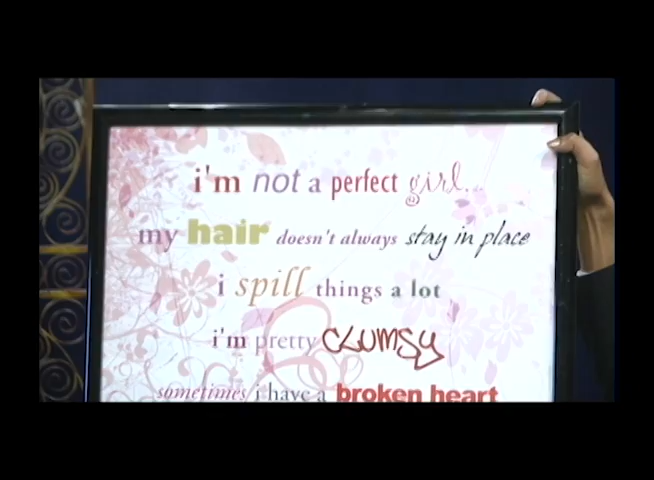 i'm not a perfect girl...
my hair doesn't always stay in place
i spill things a lot
i'm pretty CLUMSY
sometimes i have a broken heart